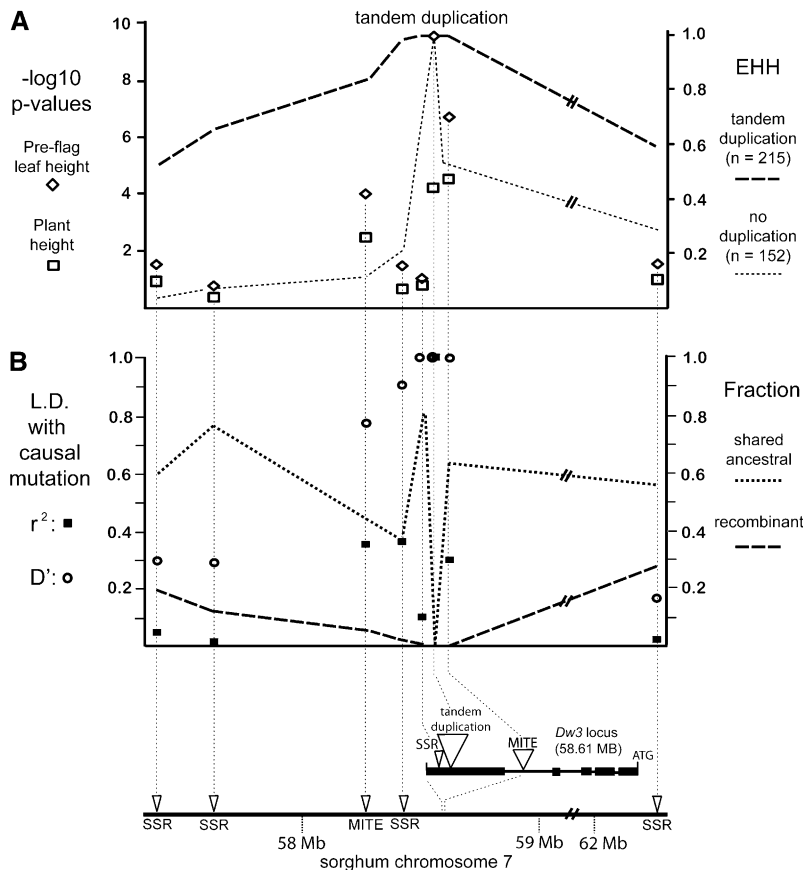 A
tandem duplication
-log10
p-values
Pre-flag
leaf height
Plant
height
10
8
6
4
2
1.0
0.8
0.6
0.4
0.2
EHH
tandem
duplication
(n = 215)
no
duplication
(n = 152)
B
L.D.
with
causal
mutation
r2:
D':
1.0
0.8
0.6
0.4
0.2
1.0
0.8
0.6
0.4
0.2
Fraction
shared
ancestral
recombinant
tandem
duplication
SSR
MITE
Dw3 locus
(58.61 MB)
ATG
SSR SSR MITE SSR SSR
58 Mb 59 Mb 62 Mb
sorghum chromosome 7